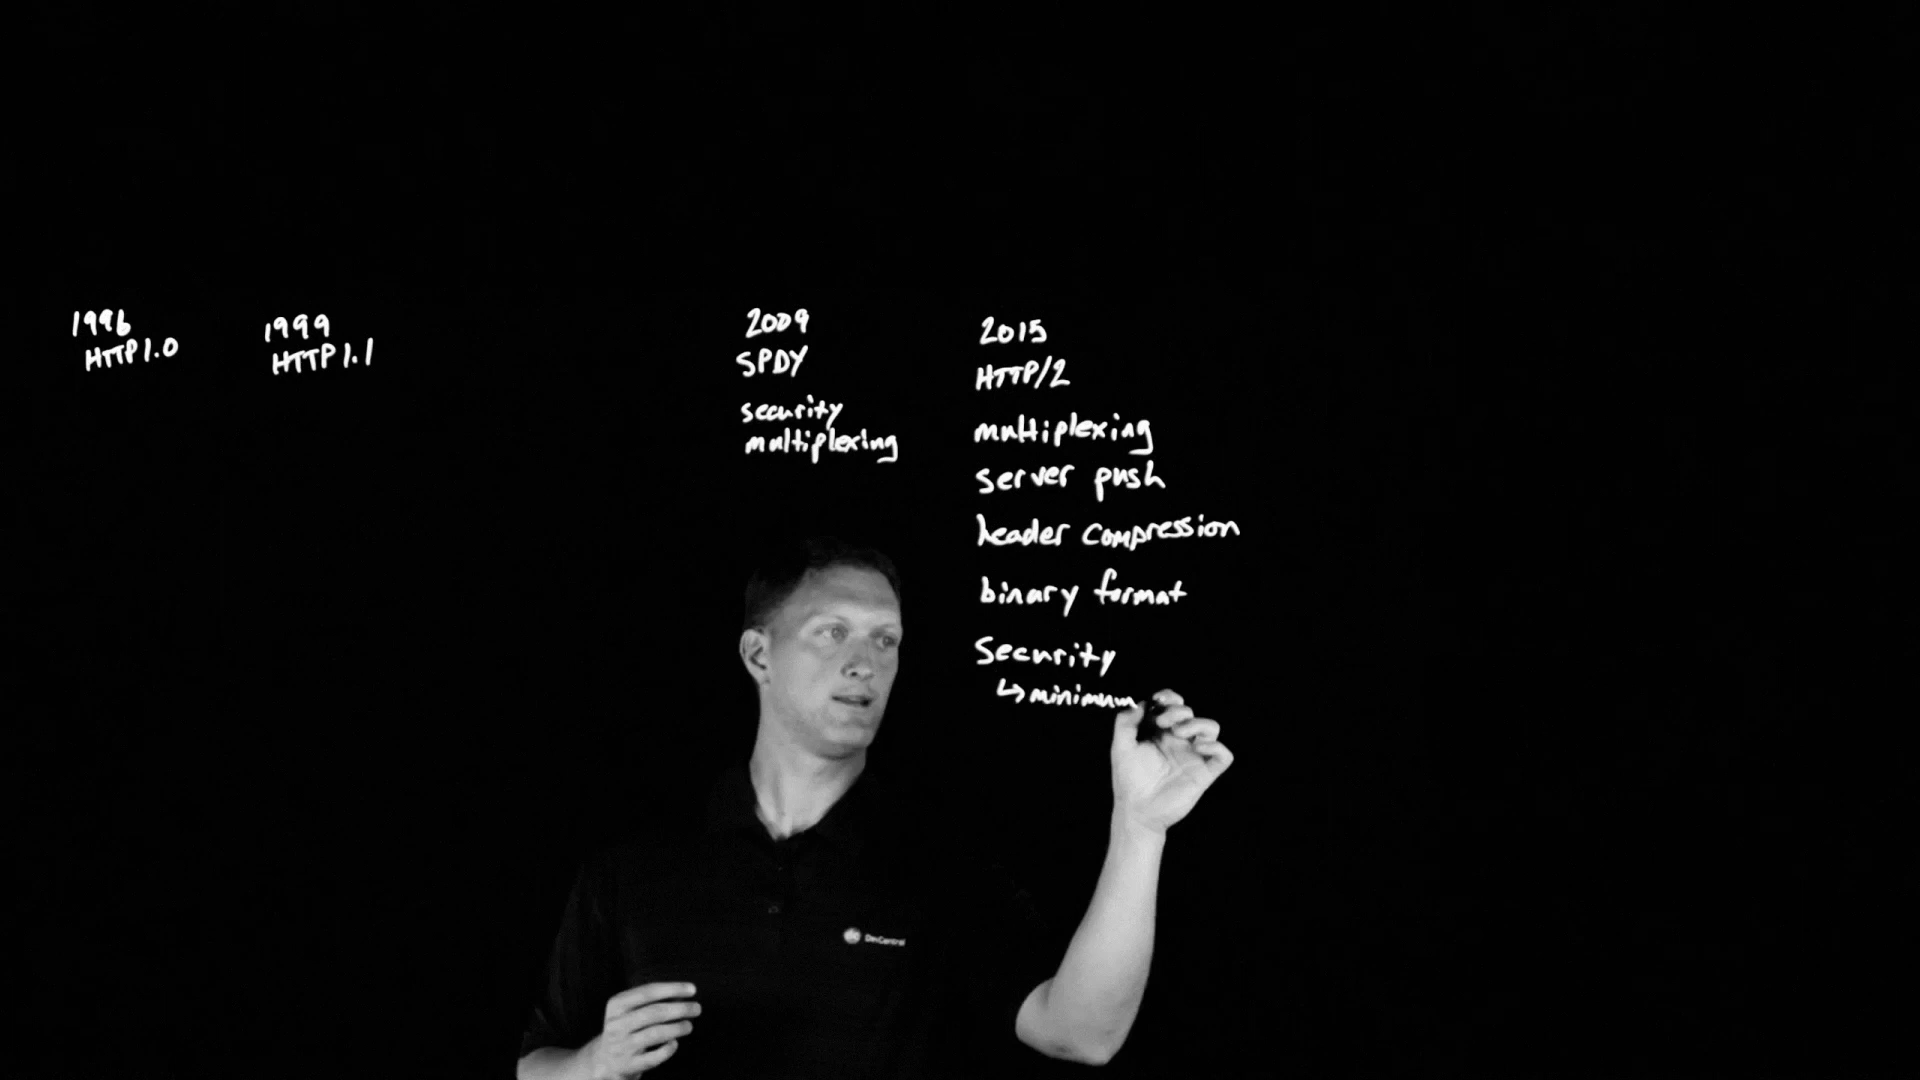 1996
HTTP 1.0
1999
HTTP 1.1
2009
SPDY
security
multiplexing
2015
HTTP/2
multiplexing
server push
header compression
binary format
Security
↳ minimum
DevCentral